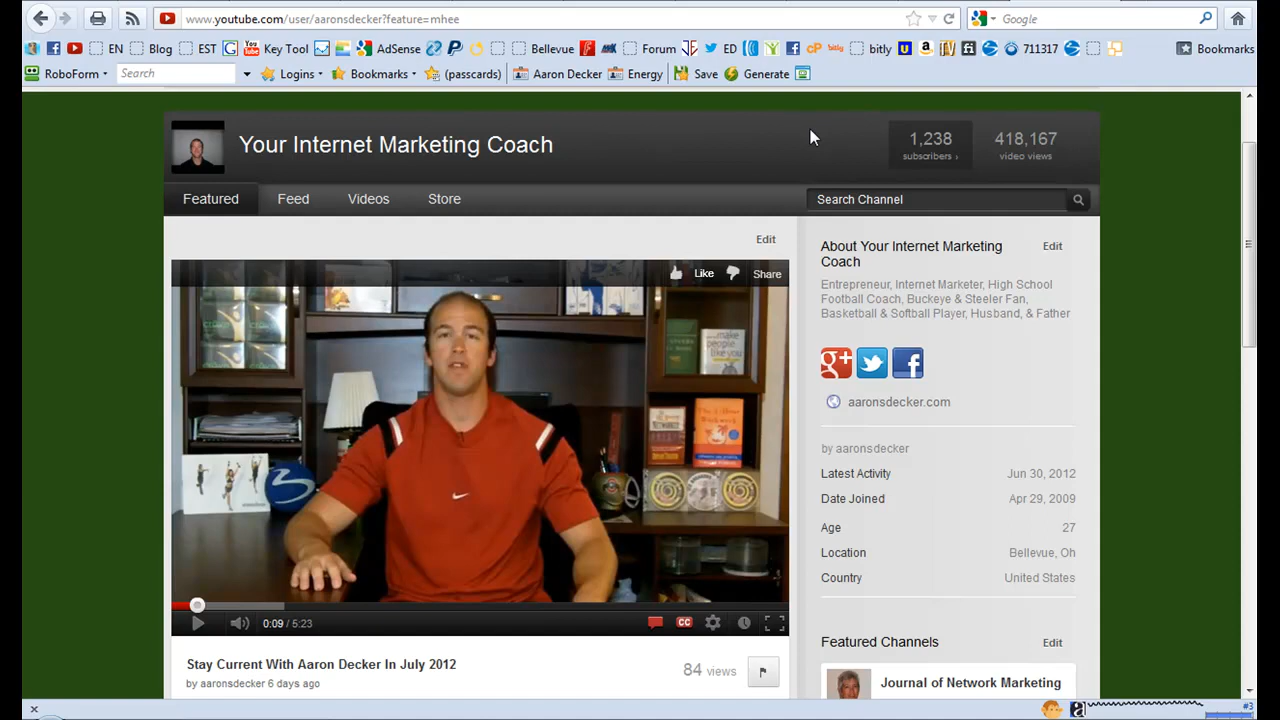 www.youtube.com/user/aaronsdecker?feature=mhee
Google
EN Blog EST Key Tool AdSense Bellevue Forum ED bitly 711317 Bookmarks
RoboForm Search Logins Bookmarks (passcards) Aaron Decker Energy Save Generate
Your Internet Marketing Coach
1,238
subscribers
418,167
video views
Featured Feed Videos Store
Search Channel
Edit
Like Share
About Your Internet Marketing Coach
Edit
Entrepreneur, Internet Marketer, High School
Football Coach, Buckeye & Steeler Fan,
Basketball & Softball Player, Husband, & Father
aaronsdecker.com
by aaronsdecker
Latest Activity Jun 30, 2012
Date Joined Apr 29, 2009
Age 27
Location Bellevue, Oh
Country United States
0:09 / 5:23
CC
Stay Current With Aaron Decker In July 2012
by aaronsdecker 6 days ago
84 views
Featured Channels Edit
Journal of Network Marketing
#3